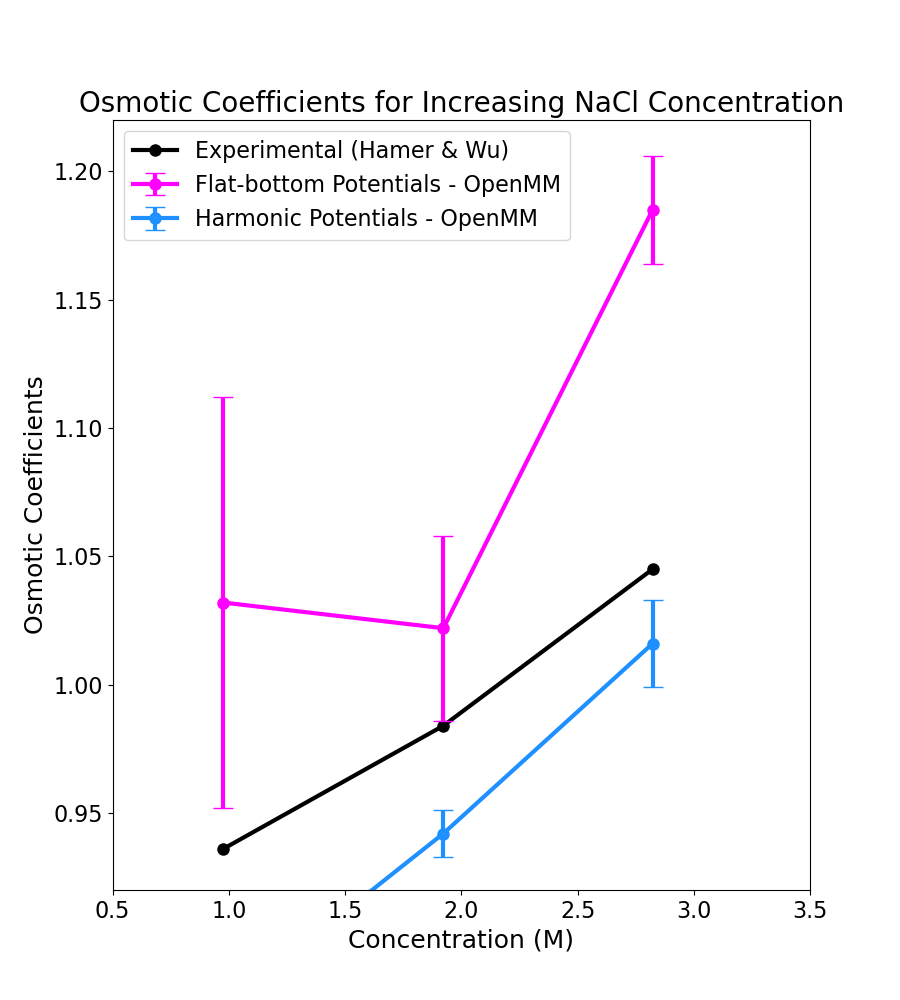 Osmotic Coefficients for Increasing NaCl Concentration
Experimental (Hamer & Wu)
Flat-bottom Potentials - OpenMM
Harmonic Potentials - OpenMM
Osmotic Coefficients
1.20
1.15
1.10
1.05
1.00
0.95
0.5 1.0 1.5 2.0 2.5 3.0 3.5
Concentration (M)